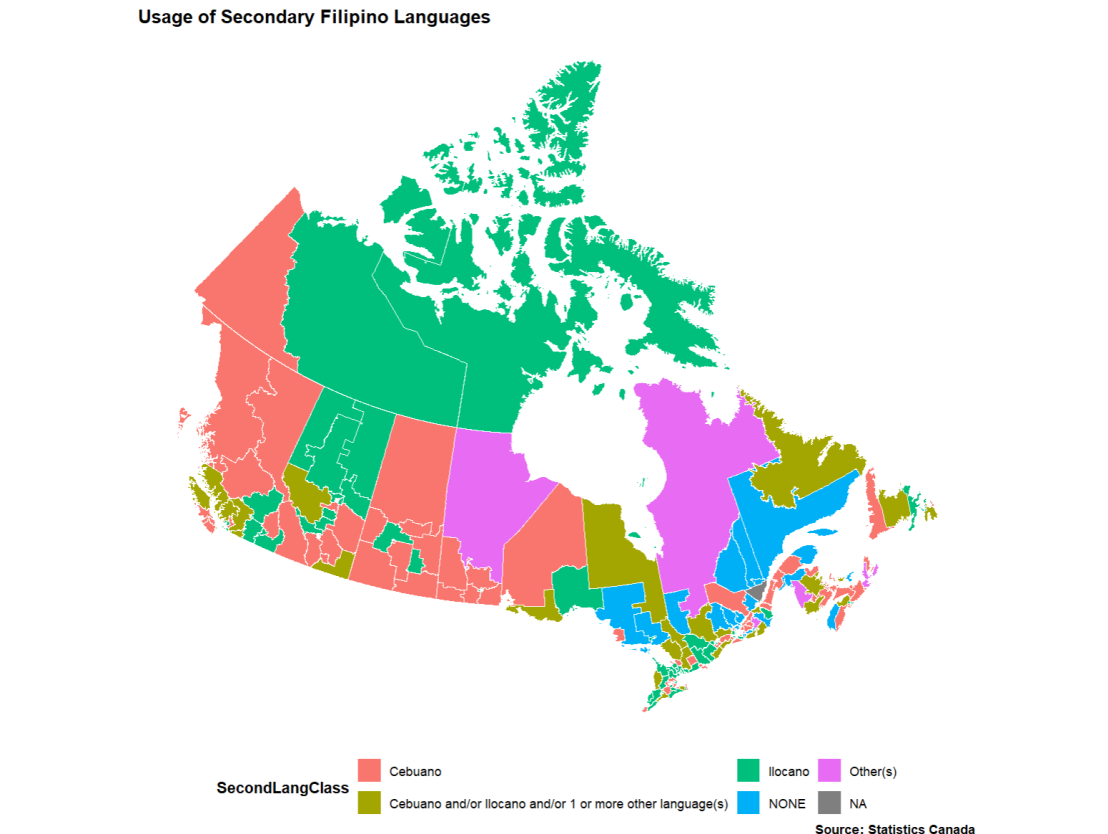 Usage of Secondary Filipino Languages
SecondLangClass
Cebuano
Cebuano and/or Ilocano and/or 1 or more other language(s)
Ilocano
NONE
Other(s)
NA
Source: Statistics Canada